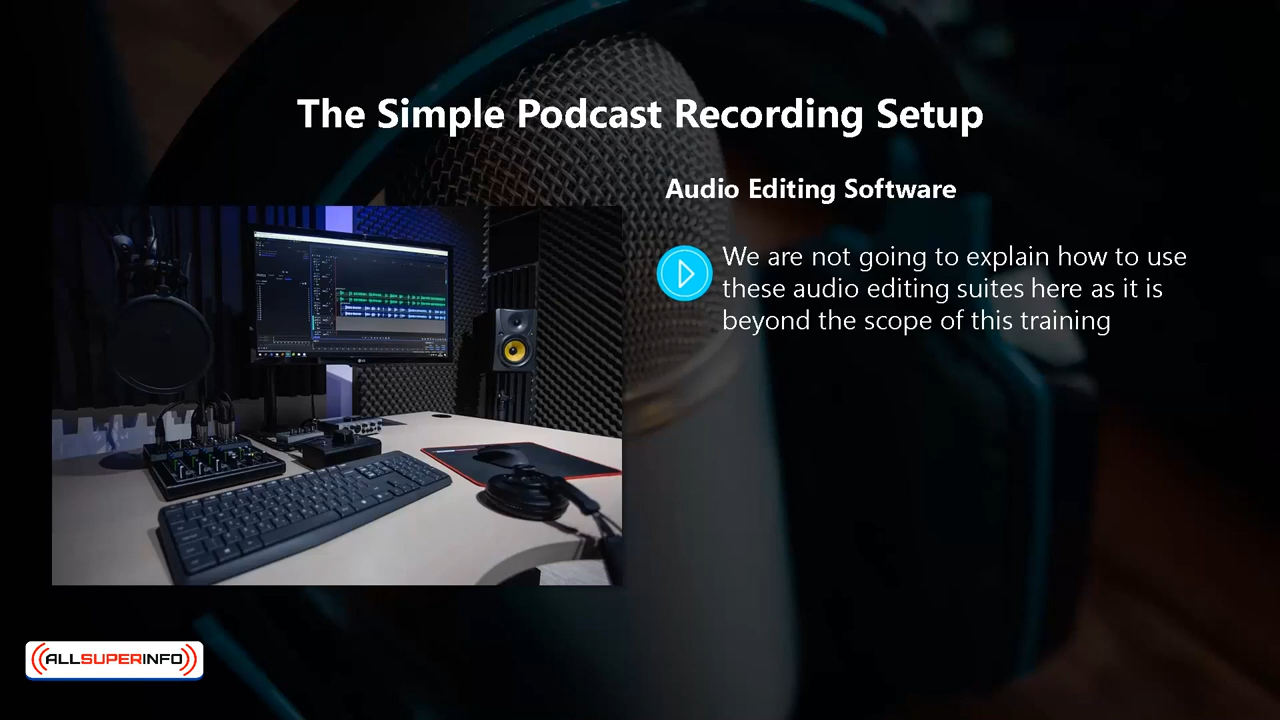 The Simple Podcast Recording Setup
Audio Editing Software
We are not going to explain how to use
these audio editing suites here as it is
beyond the scope of this training
ALLSUPERINFO